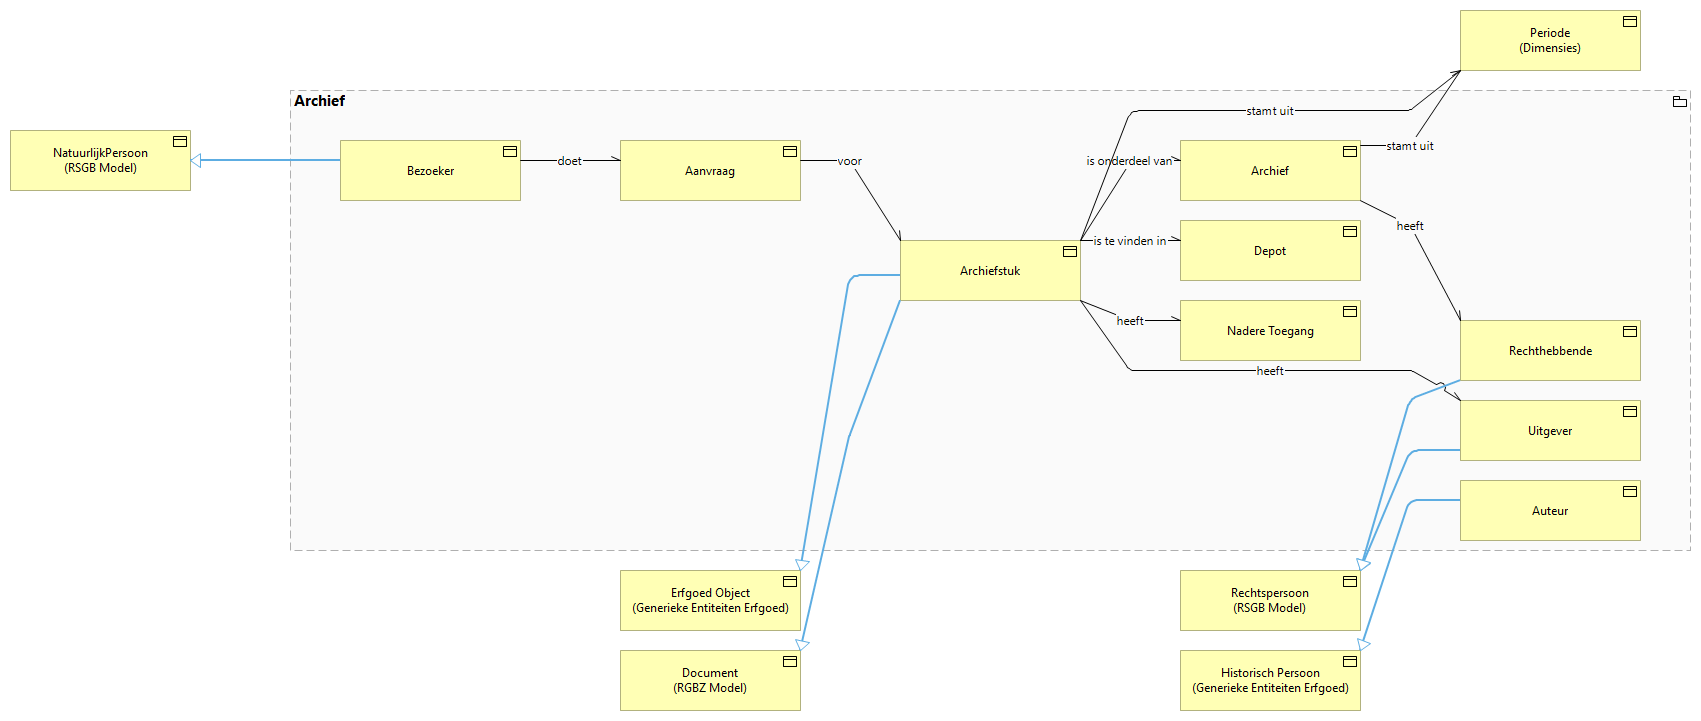 Periode
(Dimensies)
Archief
stamt uit
NatuurlijkPersoon
(RSGB Model)
Bezoeker
doet
Aanvraag
voor
is onderdeel van
Archief
stamt uit
heeft
Archiefstuk
is te vinden in
Depot
heeft
Nadere Toegang
Rechthebbende
heeft
Uitgever
Auteur
Erfgoed Object
(Generieke Entiteiten Erfgoed)
Rechtspersoon
(RSGB Model)
Document
(RGBZ Model)
Historisch Persoon
(Generieke Entiteiten Erfgoed)